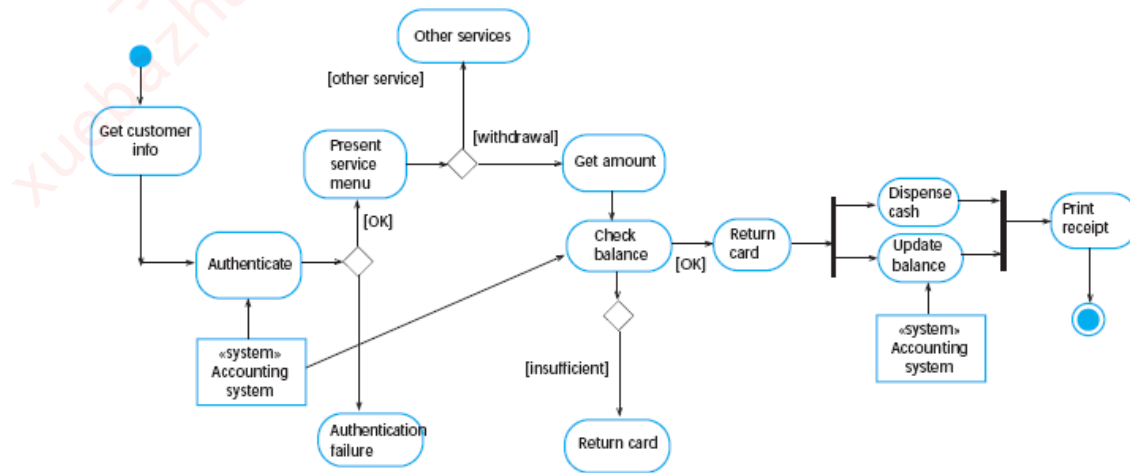 Other services
[other service]
Get customer
info
[withdrawal]
Present
service
menu
Get amount
Dispense
cash
Print
receipt
[OK]
Check
balance
Return
card
Update
balance
Authenticate
[OK]
«system»
Accounting
system
«system»
Accounting
system
[insufficient]
Authentication
failure
Return card